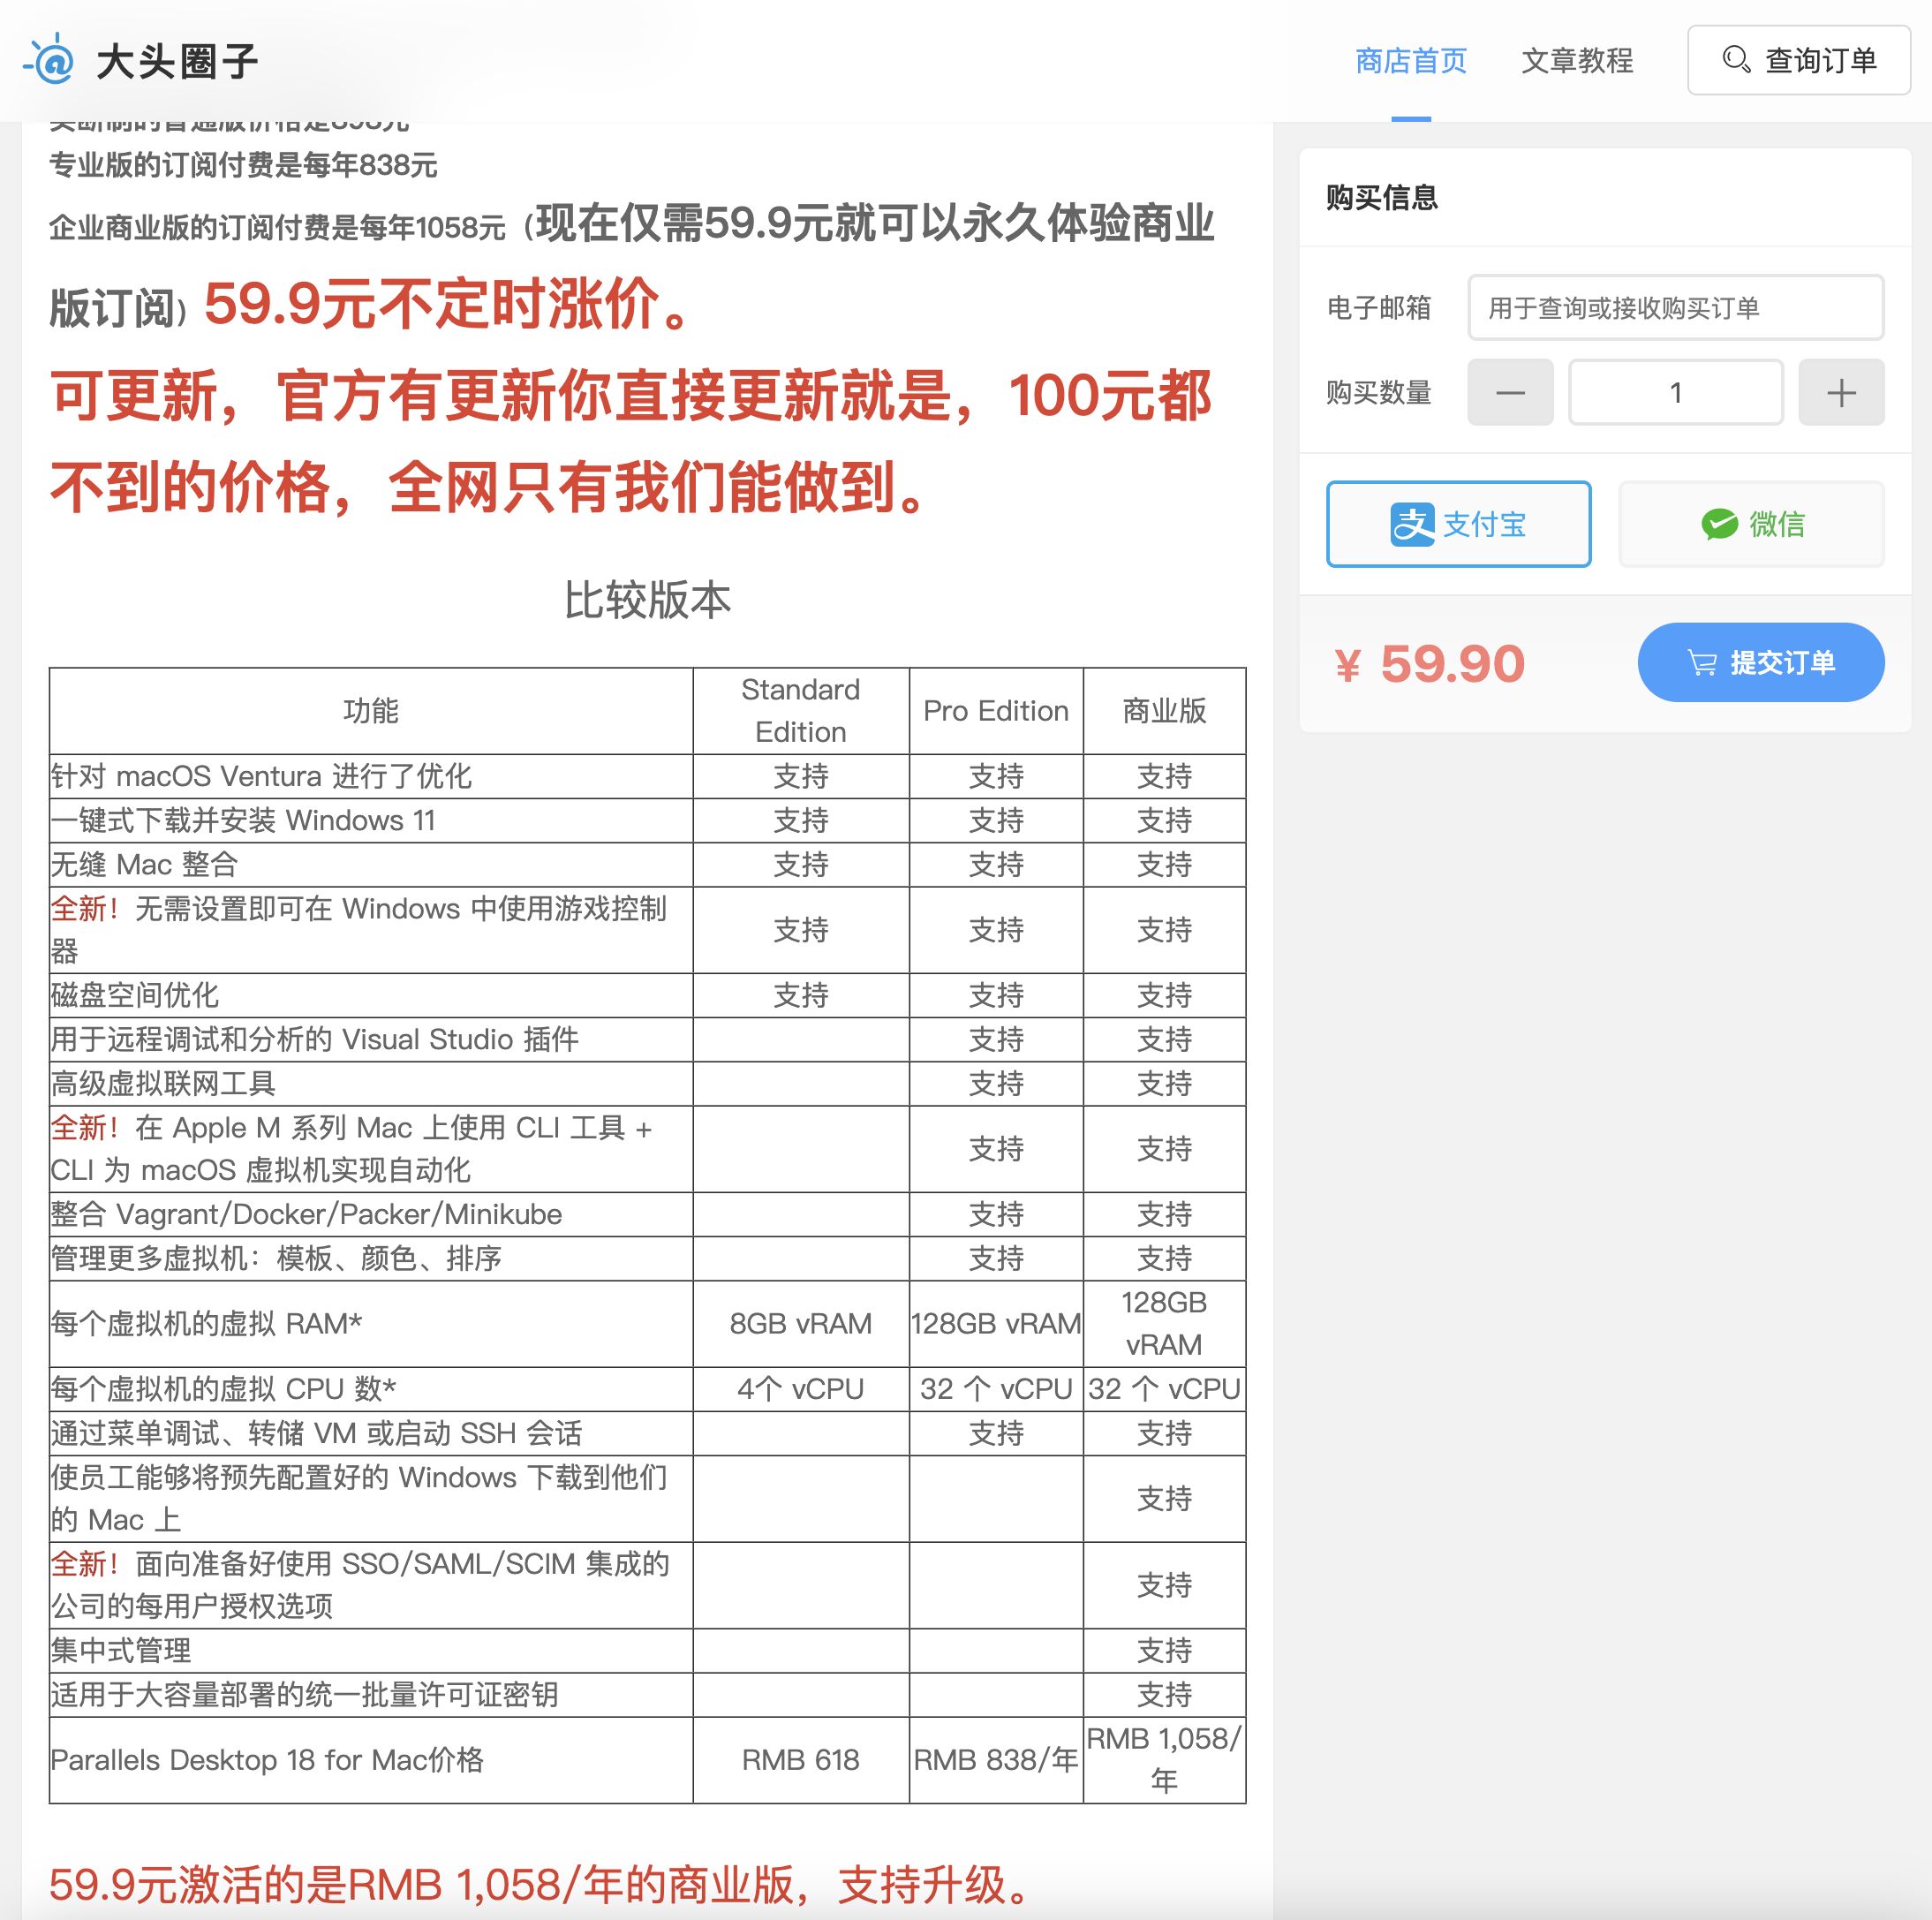 大头圈子
商店首页
文章教程
查询订单
专业版的订阅付费是每年838元
企业商业版的订阅付费是每年1058元（现在仅需59.9元就可以永久体验商业
版订阅）59.9元不定时涨价。
可更新，官方有更新你直接更新就是，100元都
不到的价格，全网只有我们能做到。
比较版本
功能 Standard Edition Pro Edition 商业版
针对 macOS Ventura 进行了优化 支持 支持 支持
一键式下载并安装 Windows 11 支持 支持 支持
无缝 Mac 整合 支持 支持 支持
全新！无需设置即可在 Windows 中使用游戏控制
器 支持 支持 支持
磁盘空间优化 支持 支持 支持
用于远程调试和分析的 Visual Studio 插件 支持 支持
高级虚拟联网工具 支持 支持
全新！在 Apple M 系列 Mac 上使用 CLI 工具 +
CLI 为 macOS 虚拟机实现自动化 支持 支持
整合 Vagrant/Docker/Packer/Minikube 支持 支持
管理更多虚拟机：模板、颜色、排序 支持 支持
每个虚拟机的虚拟 RAM* 8GB vRAM 128GB vRAM 128GB vRAM
每个虚拟机的虚拟 CPU 数* 4个 vCPU 32 个 vCPU 32 个 vCPU
通过菜单调试、转储 VM 或启动 SSH 会话 支持 支持
使员工能够将预先配置好的 Windows 下载到他们
的 Mac 上 支持
全新！面向准备好使用 SSO/SAML/SCIM 集成的
公司的每用户授权选项 支持
集中式管理 支持
适用于大容量部署的统一批量许可证密钥 支持
Parallels Desktop 18 for Mac价格 RMB 618 RMB 838/年 RMB 1,058/年
59.9元激活的是RMB 1,058/年的商业版，支持升级。
购买信息
电子邮箱 用于查询或接收购买订单
购买数量 — 1 +
支付宝 微信
¥ 59.90 提交订单